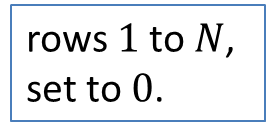 rows 1 to N,
set to 0.